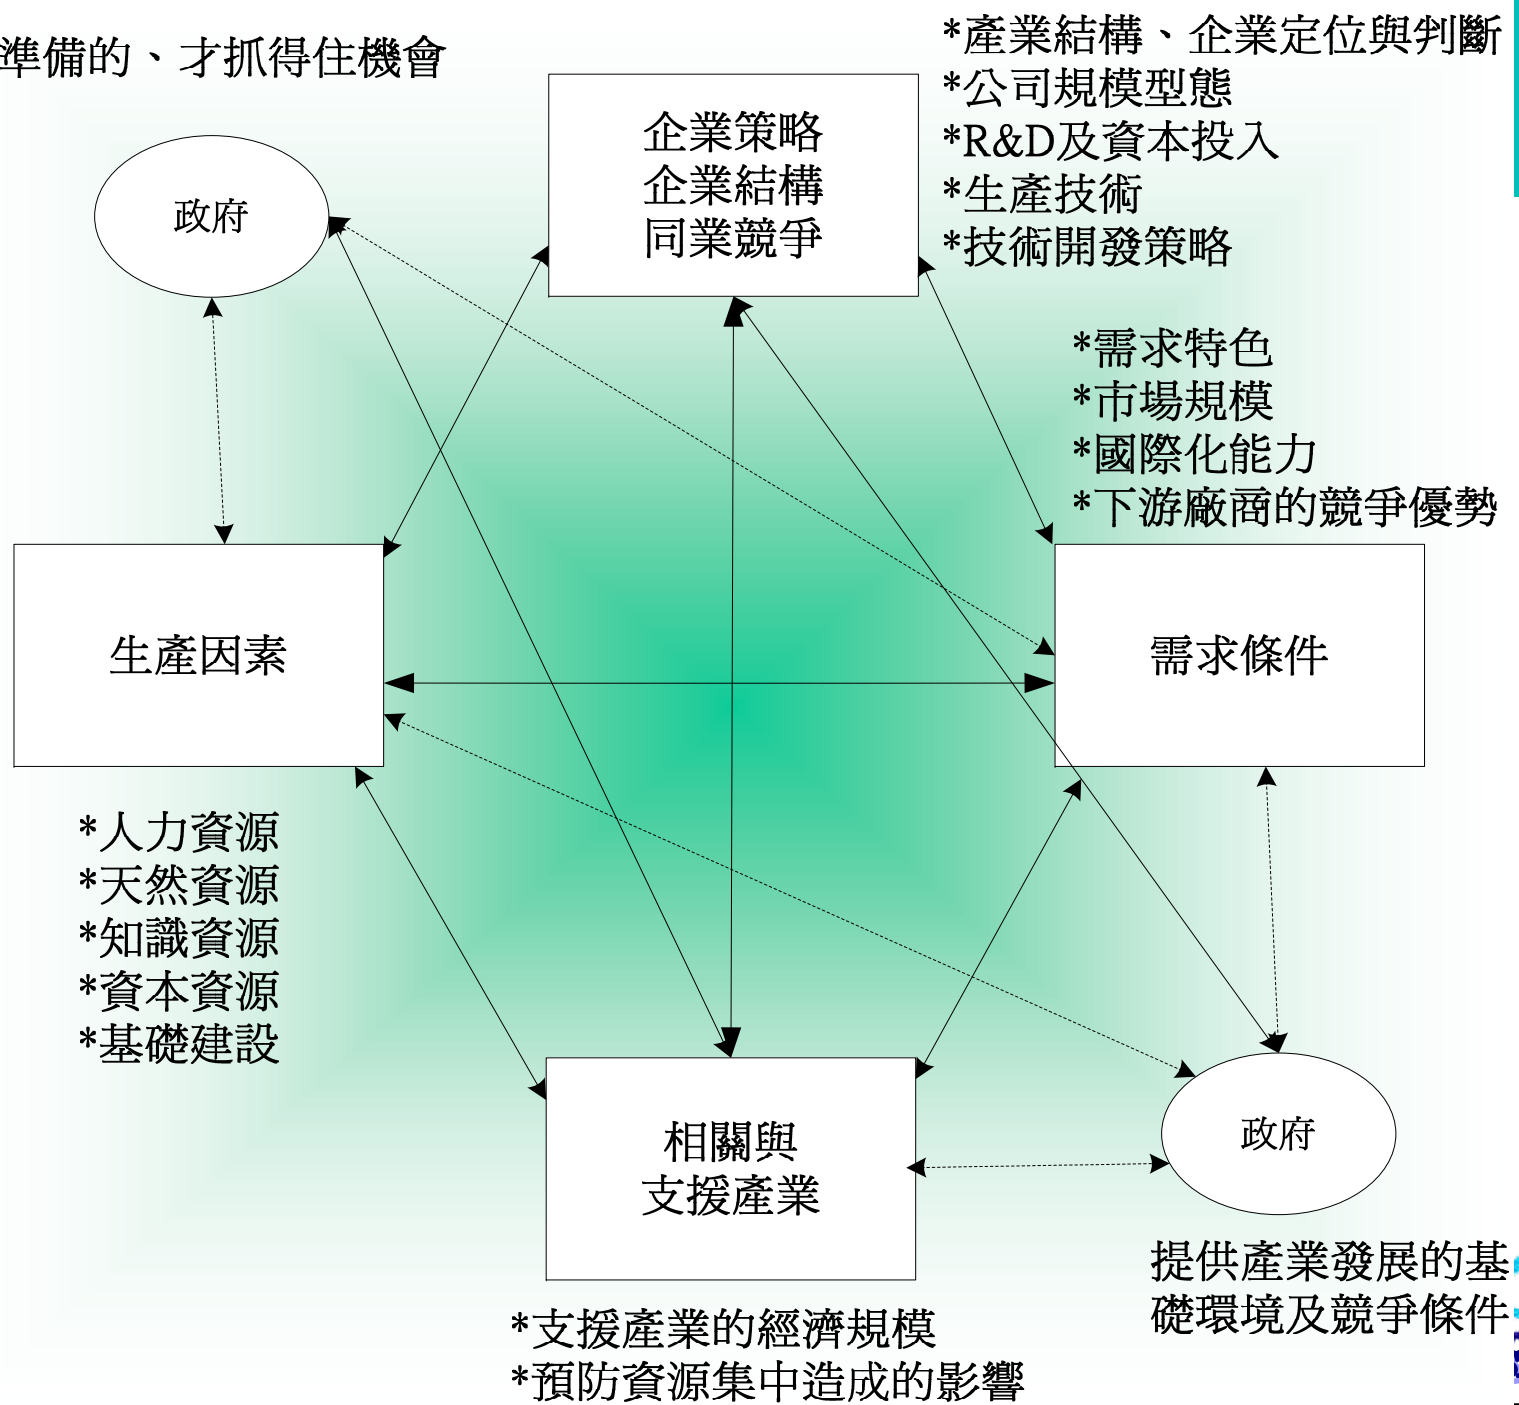 準備的、才抓得住機會
政府
企業策略
企業結構
同業競爭
*產業結構、企業定位與判斷
*公司規模型態
*R&D及資本投入
*生產技術
*技術開發策略
*需求特色
*市場規模
*國際化能力
*下游廠商的競爭優勢
生產因素
需求條件
*人力資源
*天然資源
*知識資源
*資本資源
*基礎建設
相關與
支援產業
政府
提供產業發展的基
礎環境及競爭條件
*支援產業的經濟規模
*預防資源集中造成的影響